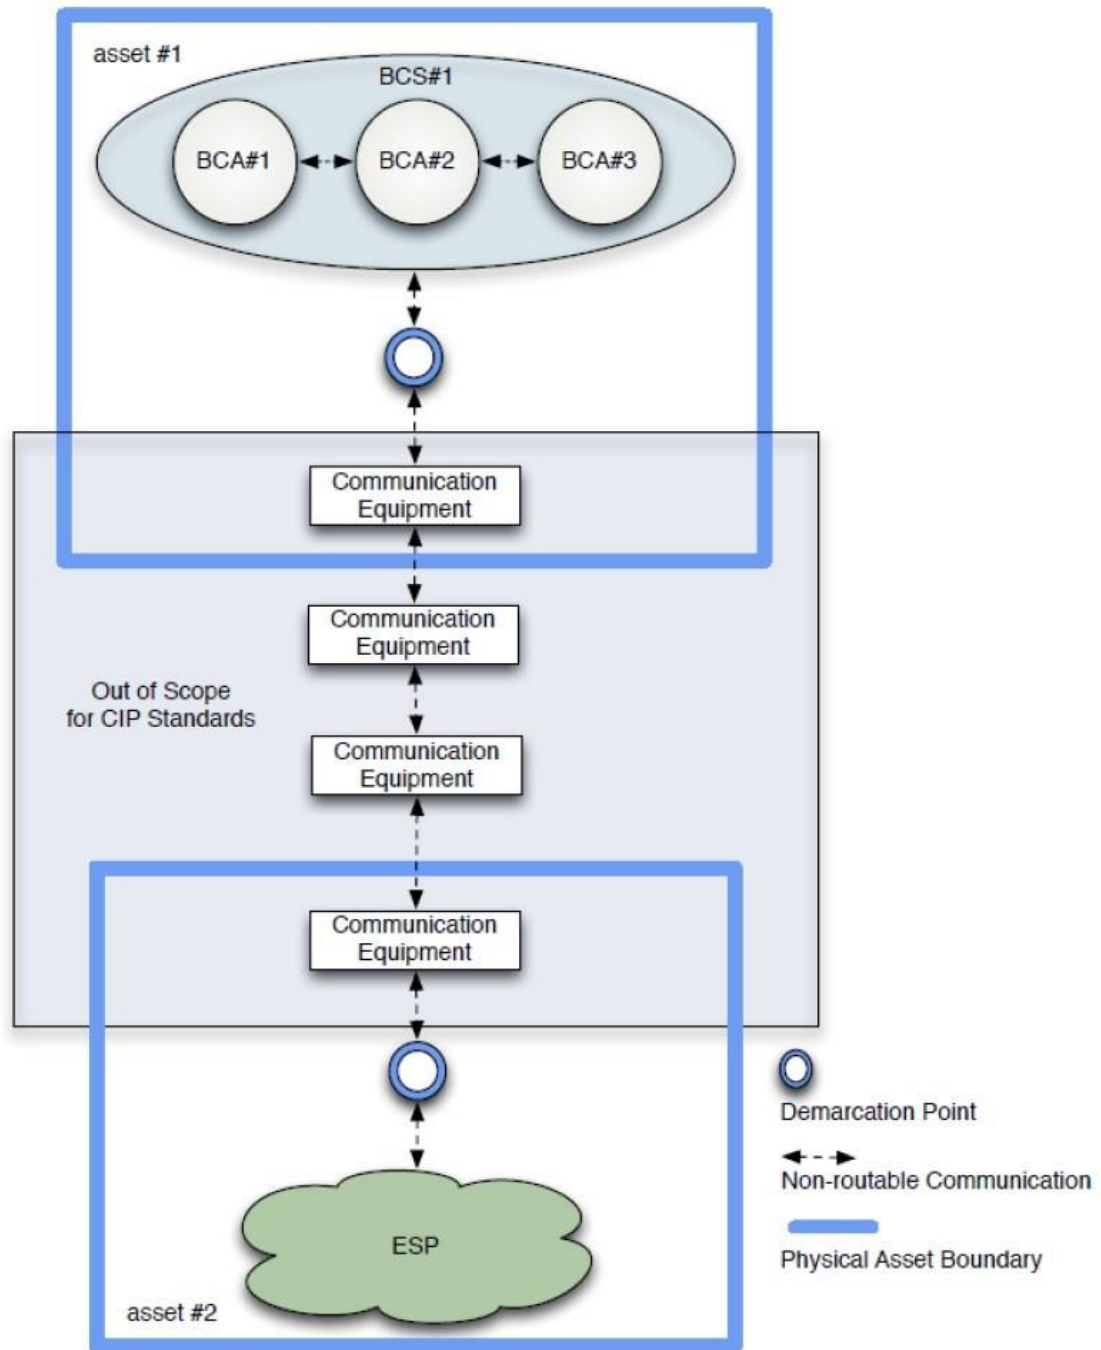 asset #1
BCS#1
BCA#1
BCA#2
BCA#3
Communication
Equipment
Communication
Equipment
Out of Scope
for CIP Standards
Communication
Equipment
Communication
Equipment
Demarcation Point
Non-routable Communication
ESP
Physical Asset Boundary
asset #2